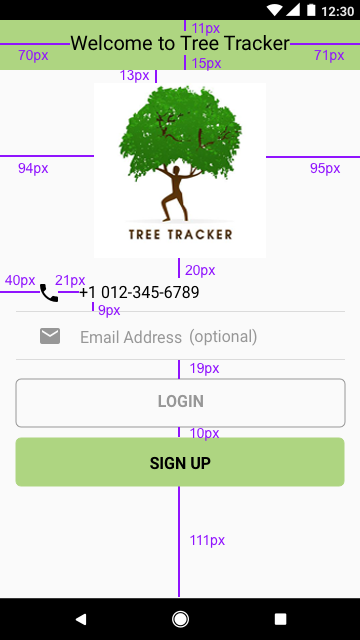 12:30
11px
Welcome to Tree Tracker
70px
71px
15px
13px
94px
95px
TREE TRACKER
20px
40px
21px
+1 012-345-6789
9px
Email Address (optional)
19px
LOGIN
10px
SIGN UP
111px